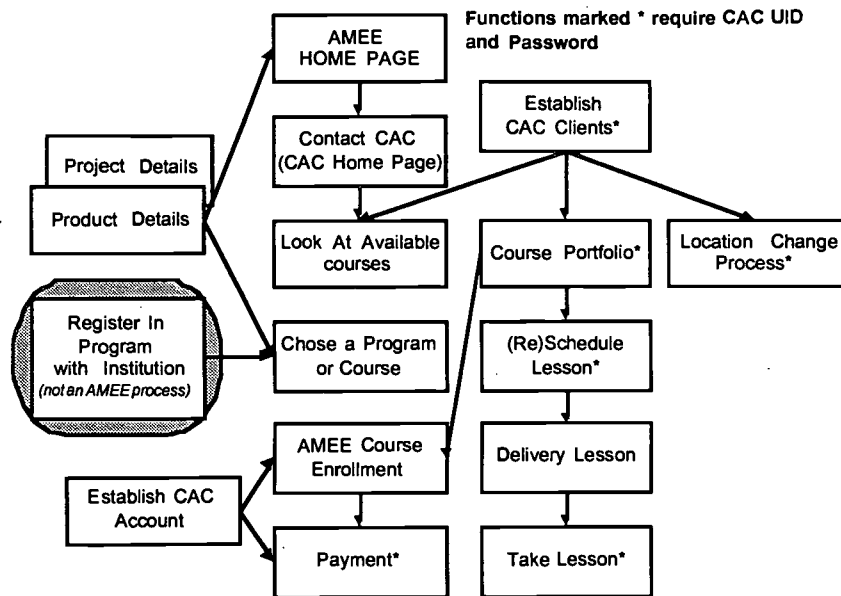 Functions marked * require CAC UID
and Password
AMEE
HOME PAGE
Establish
CAC Clients*
Contact CAC
(CAC Home Page)
Project Details
Product Details
Look At Available
courses
Course Portfolio*
Location Change
Process*
Register In
Program
with Institution
(not an AMEE process)
Chose a Program
or Course
(Re)Schedule
Lesson*
AMEE Course
Enrollment
Delivery Lesson
Establish CAC
Account
Payment*
Take Lesson*